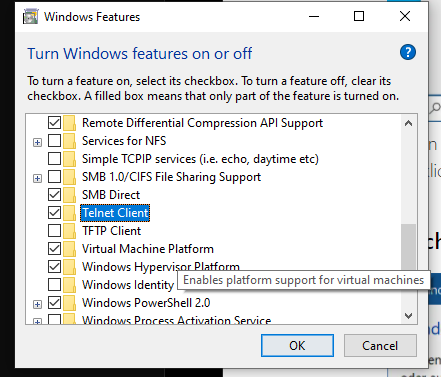 Windows Features
Turn Windows features on or off
To turn a feature on, select its checkbox. To turn a feature off, clear its
checkbox. A filled box means that only part of the feature is turned on.
Remote Differential Compression API Support
Services for NFS
Simple TCPIP services (i.e. echo, daytime etc)
SMB 1.0/CIFS File Sharing Support
SMB Direct
Telnet Client
TFTP Client
Virtual Machine Platform
Windows Hypervisor Platform
Windows Identity
Enables platform support for virtual machines
Windows PowerShell 2.0
Windows Process Activation Service
OK
Cancel